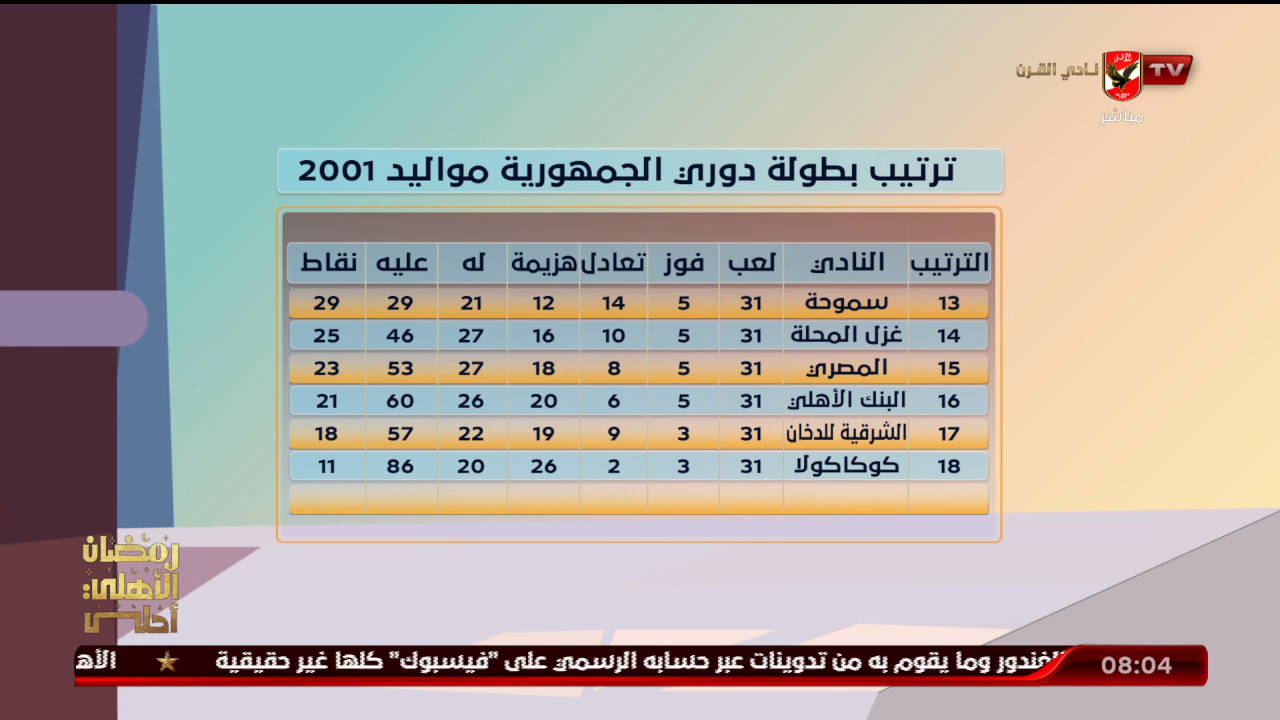 نادي القرن TV
مباشر
ترتيب بطولة دوري الجمهورية مواليد 2001
الترتيب النادي لعب فوز تعادل هزيمة له عليه نقاط
13 سموحة 31 5 14 12 21 29 29
14 غزل المحلة 31 5 10 16 27 46 25
15 المصري 31 5 8 18 27 53 23
16 البنك الأهلي 31 5 6 20 26 60 21
17 الشرقية للدخان 31 3 9 19 22 57 18
18 كوكاكولا 31 3 2 26 20 86 11
رمضان
الأهلي
أحلى
08:04 الغندور وما يقوم به من تدوينات عبر حسابه الرسمي على "فيسبوك" كلها غير حقيقية الأه